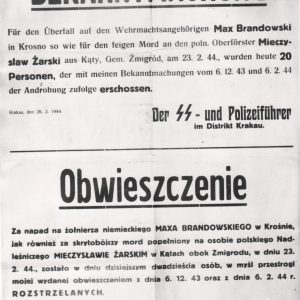 BEKANNTMACHUNG
Für den Überfall auf den Wehrmachtsangehörigen Max Brandowski
in Krosno so wie für den feigen Mord an den poln. Oberförster Mieczy-
sław Żarski aus Kąty, Gem. Żmigród, am 23. 2. 44., wurden heute 20
Personen, der mit meinen Bekanntmachungen vom 6. 12. 43 und 6. 2. 44
der Androhung zufolge erschossen.
Krakau, den 26. 2. 1944.
Der SS - und Polizeiführer
im Distrikt Krakau.
Obwieszczenie
Za napad na żołnierza niemieckiego MAXA BRANDOWSKIEGO w Krośnie,
jak również za skrytobójczy mord popełniony na osobie polskiego Nad-
leśniczego MIECZYSŁAWIE ŻARSKIM w Kątach obok Żmigrodu, w dniu 23.
2. 44., zostało w dniu dzisiejszym dwadzieścia osób, w myśl przestrogi
mojej wydanej obwieszczeniem z dnia 6. 12. 43 oraz z dnia 6. 2. 44 r.
ROZSTRZELANYCH.